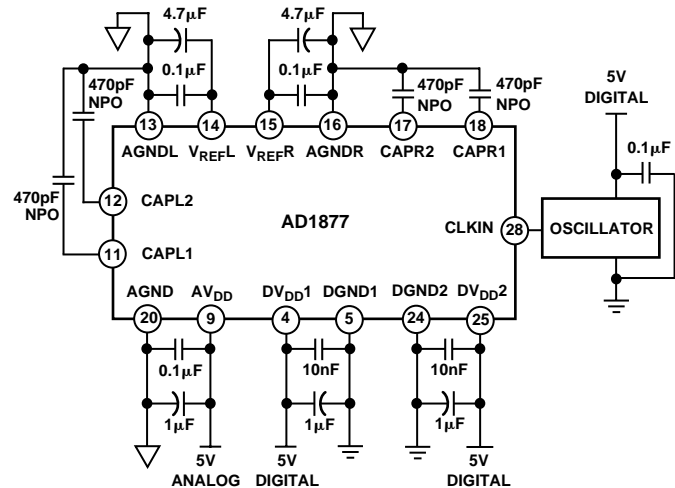 4.7µF
4.7µF
0.1µF
0.1µF
470pF
NPO
470pF
NPO
470pF
NPO
5V
DIGITAL
13
14
15
16
17
18
AGNDL
VREFL
VREFR
AGNDR
CAPR2
CAPR1
0.1µF
470pF
NPO
12
CAPL2
AD1877
CLKIN
28
OSCILLATOR
11
CAPL1
AGND
AVDD
DVDD1
DGND1
DGND2
DVDD2
20
9
4
5
24
25
0.1µF
10nF
10nF
1µF
1µF
1µF
5V
ANALOG
5V
DIGITAL
5V
DIGITAL